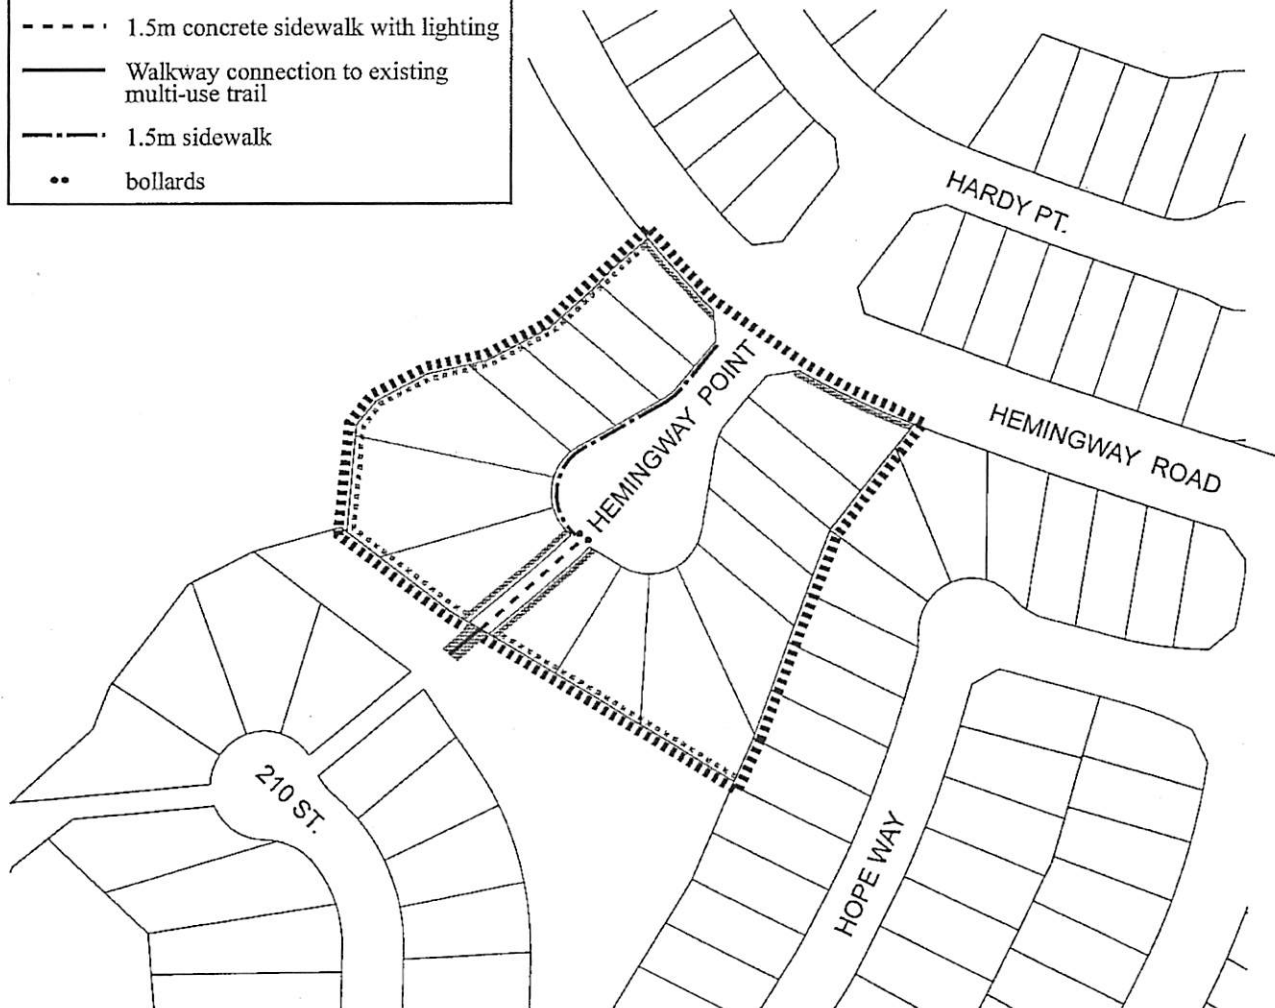 1.5m concrete sidewalk with lighting
Walkway connection to existing
multi-use trail
1.5m sidewalk
bollards
HARDY PT.
HEMINGWAY POINT
HEMINGWAY ROAD
210 ST.
HOPE WAY